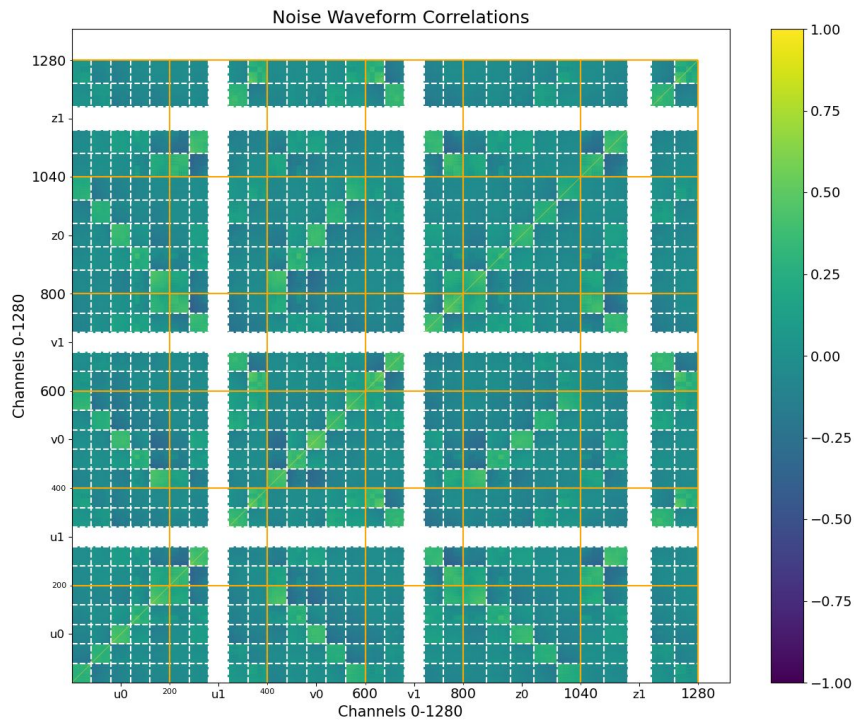 Noise Waveform Correlations
1280
z1
1040
z0
800
v1
600
v0
400
u1
200
u0
Channels 0-1280
u0 200 u1 400 v0 600 v1 800 z0 1040 z1 1280
Channels 0-1280
1.00
0.75
0.50
0.25
0.00
−0.25
−0.50
−0.75
−1.00